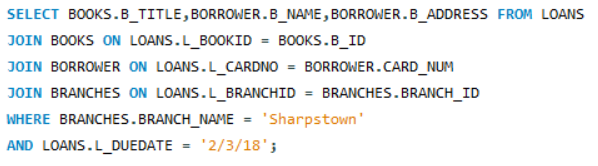 SELECT BOOKS.B_TITLE,BORROWER.B_NAME,BORROWER.B_ADDRESS FROM LOANS
JOIN BOOKS ON LOANS.L_BOOKID = BOOKS.B_ID
JOIN BORROWER ON LOANS.L_CARDNO = BORROWER.CARD_NUM
JOIN BRANCHES ON LOANS.L_BRANCHID = BRANCHES.BRANCH_ID
WHERE BRANCHES.BRANCH_NAME = 'Sharpstown'
AND LOANS.L_DUEDATE = '2/3/18';